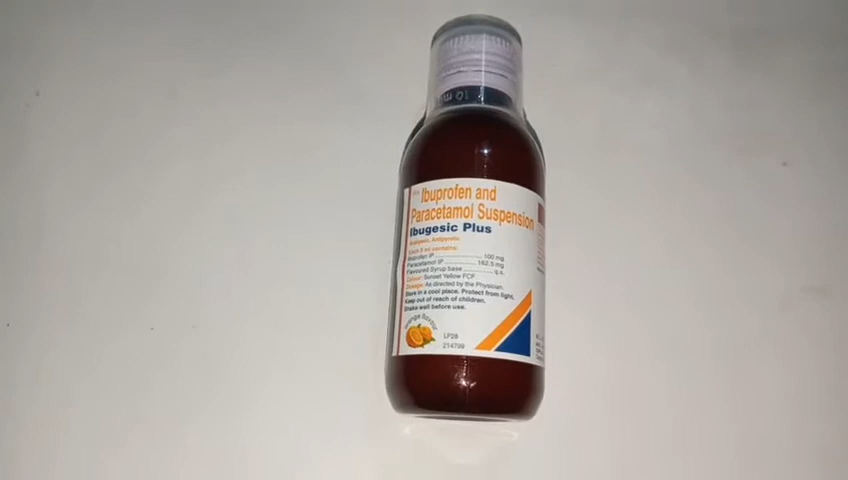 10 ml
Ibuprofen and
Paracetamol Suspension
Ibugesic Plus
Analgesic, Antipyretic
Each 5 ml contains:
Ibuprofen IP ............ 100 mg
Paracetamol IP ............ 162.5 mg
Flavoured Syrup base ............ q.s.
Colour: Sunset Yellow FCF
Dosage: As directed by the Physician.
Store in a cool place. Protect from light.
Keep out of reach of children.
Shake well before use.
orange flavour
LP28
214799